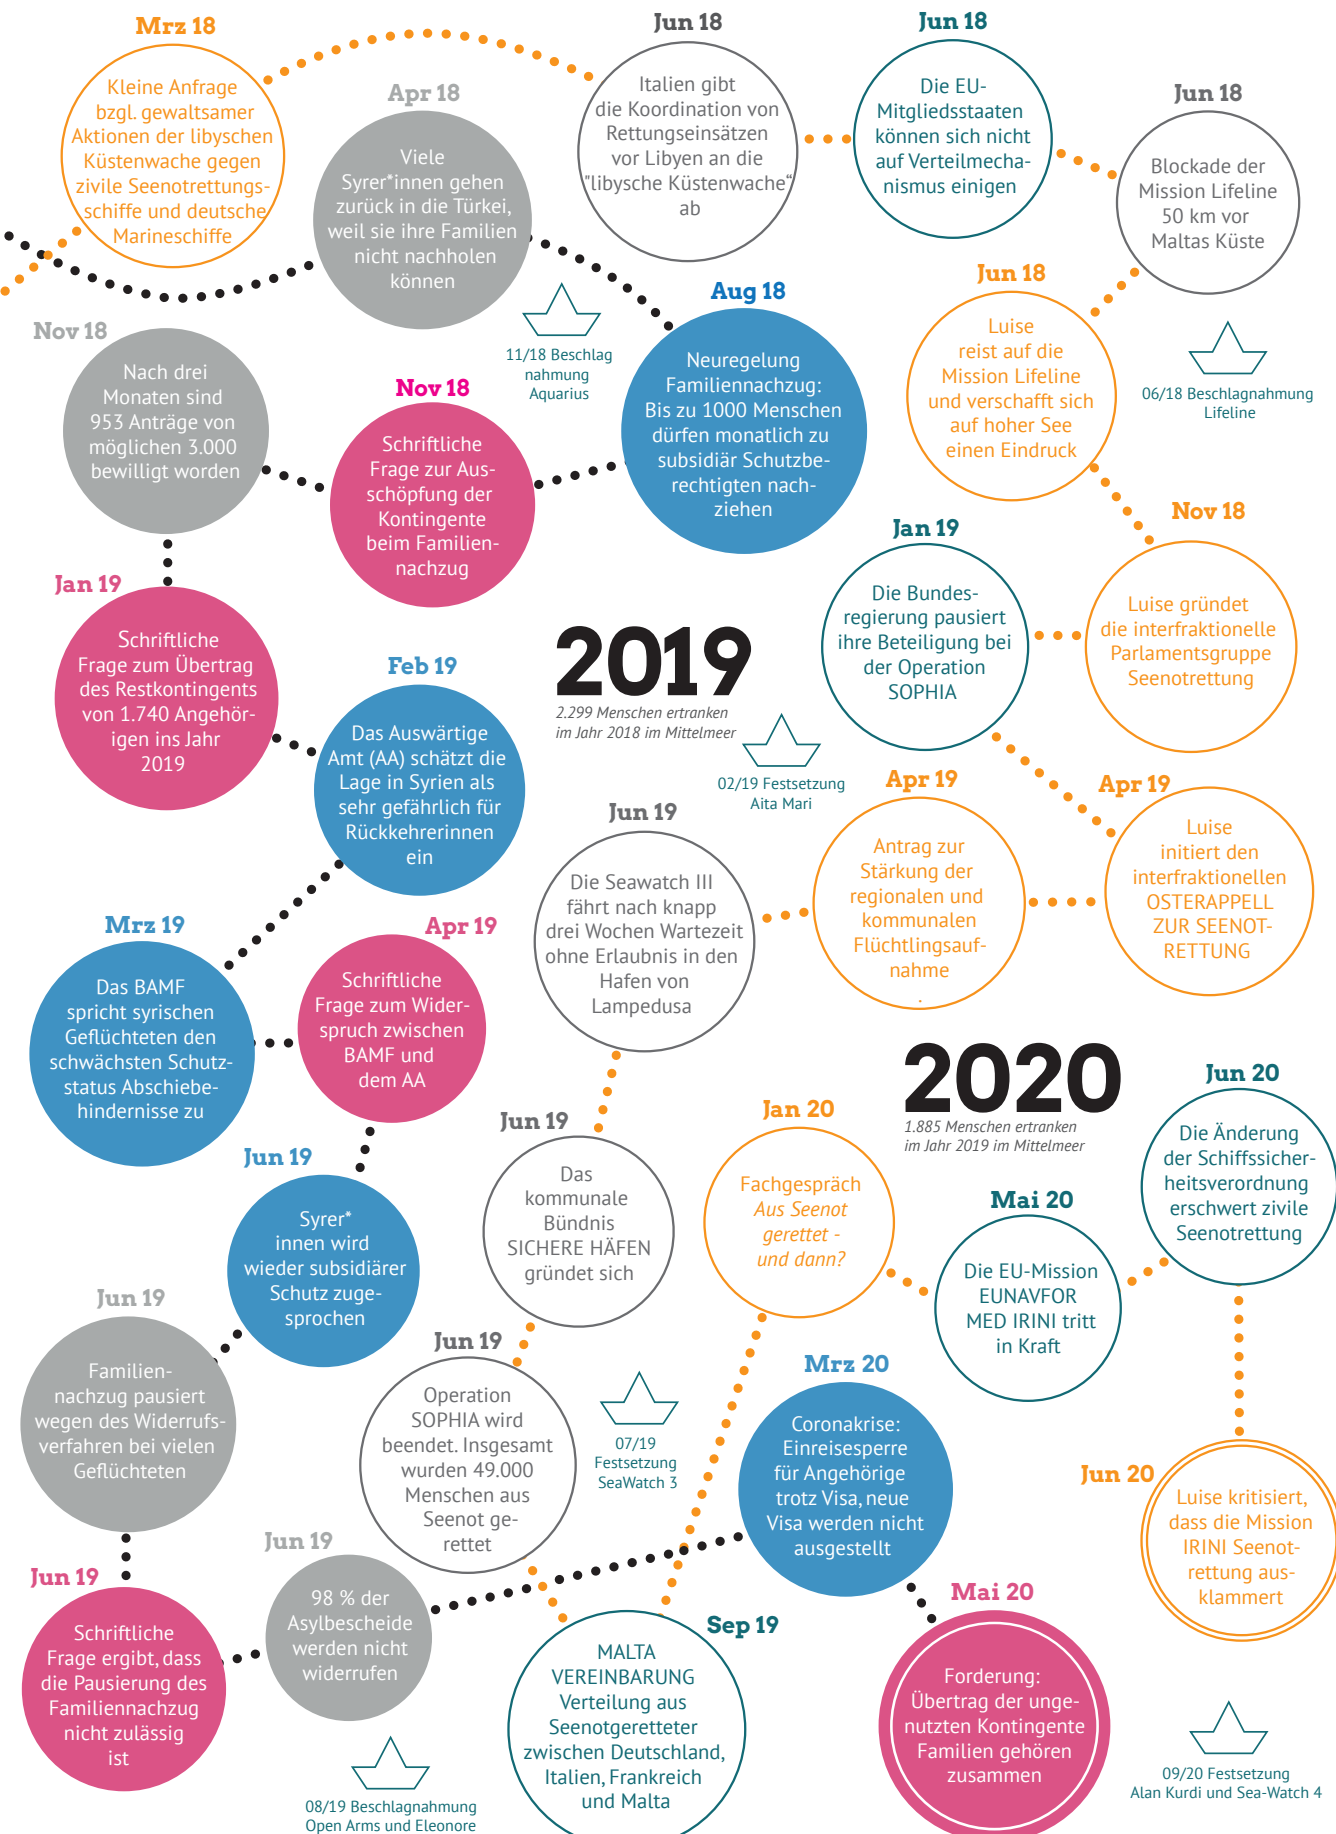 Mrz 18
Kleine Anfrage
bzgl. gewaltsamer
Aktionen der libyschen
Küstenwache gegen
zivile Seenotrettungs-
schiffe und deutsche
Marineschiffe
Apr 18
Viele
Syrer*innen gehen
zurück in die Türkei,
weil sie ihre Familien
nicht nachholen
können
Jun 18
Italien gibt
die Koordination von
Rettungseinsätzen
vor Libyen an die
"libysche Küstenwache“
ab
Jun 18
Die EU-
Mitgliedsstaaten
können sich nicht
auf Verteilmecha-
nismus einigen
Jun 18
Blockade der
Mission Lifeline
50 km vor
Maltas Küste
Jun 18
Luise
reist auf die
Mission Lifeline
und verschafft sich
auf hoher See
einen Eindruck
06/18 Beschlagnahmung
Lifeline
11/18 Beschlag
nahmung
Aquarius
Aug 18
Neuregelung
Familiennachzug:
Bis zu 1000 Menschen
dürfen monatlich zu
subsidiär Schutzbe-
rechtigten nach-
ziehen
Nov 18
Schriftliche
Frage zur Aus-
schöpfung der
Kontingente
beim Familien-
nachzug
Nov 18
Nach drei
Monaten sind
953 Anträge von
möglichen 3.000
bewilligt worden
Nov 18
Luise gründet
die interfraktionelle
Parlamentsgruppe
Seenotrettung
Jan 19
Die Bundes-
regierung pausiert
ihre Beteiligung bei
der Operation
SOPHIA
Jan 19
Schriftliche
Frage zum Übertrag
des Restkontingents
von 1.740 Angehör-
igen ins Jahr
2019
2019
2.299 Menschen ertranken
im Jahr 2018 im Mittelmeer
02/19 Festsetzung
Aita Mari
Feb 19
Das Auswärtige
Amt (AA) schätzt die
Lage in Syrien als
sehr gefährlich für
Rückkehrerinnen
ein
Apr 19
Luise
initiert den
interfraktionellen
OSTERAPPELL
ZUR SEENOT-
RETTUNG
Apr 19
Antrag zur
Stärkung der
regionalen und
kommunalen
Flüchtlingsauf-
nahme
.
Jun 19
Die Seawatch III
fährt nach knapp
drei Wochen Wartezeit
ohne Erlaubnis in den
Hafen von
Lampedusa
Mrz 19
Das BAMF
spricht syrischen
Geflüchteten den
schwächsten Schutz-
status Abschiebe-
hindernisse zu
Apr 19
Schriftliche
Frage zum Wider-
spruch zwischen
BAMF und
dem AA
Jun 19
Syrer*
innen wird
wieder subsidiärer
Schutz zuge-
sprochen
Jun 19
Das
kommunale
Bündnis
SICHERE HÄFEN
gründet sich
Jun 19
Familien-
nachzug pausiert
wegen des Widerrufs-
verfahren bei vielen
Geflüchteten
Jun 19
Operation
SOPHIA wird
beendet. Insgesamt
wurden 49.000
Menschen aus
Seenot ge-
rettet
07/19
Festsetzung
SeaWatch 3
Jun 19
Schriftliche
Frage ergibt, dass
die Pausierung des
Familiennachzug
nicht zulässig
ist
Jun 19
98 % der
Asylbescheide
werden nicht
widerrufen
08/19 Beschlagnahmung
Open Arms und Eleonore
Sep 19
MALTA
VEREINBARUNG
Verteilung aus
Seenotgeretteter
zwischen Deutschland,
Italien, Frankreich
und Malta
2020
1.885 Menschen ertranken
im Jahr 2019 im Mittelmeer
Jan 20
Fachgespräch
Aus Seenot
gerettet -
und dann?
Mai 20
Die EU-Mission
EUNAVFOR
MED IRINI tritt
in Kraft
Jun 20
Die Änderung
der Schiffssicher-
heitsverordnung
erschwert zivile
Seenotrettung
Mrz 20
Coronakrise:
Einreisesperre
für Angehörige
trotz Visa, neue
Visa werden nicht
ausgestellt
Jun 20
Luise kritisiert,
dass die Mission
IRINI Seenot-
rettung aus-
klammert
Mai 20
Forderung:
Übertrag der unge-
nutzten Kontingente
Familien gehören
zusammen
09/20 Festsetzung
Alan Kurdi und Sea-Watch 4